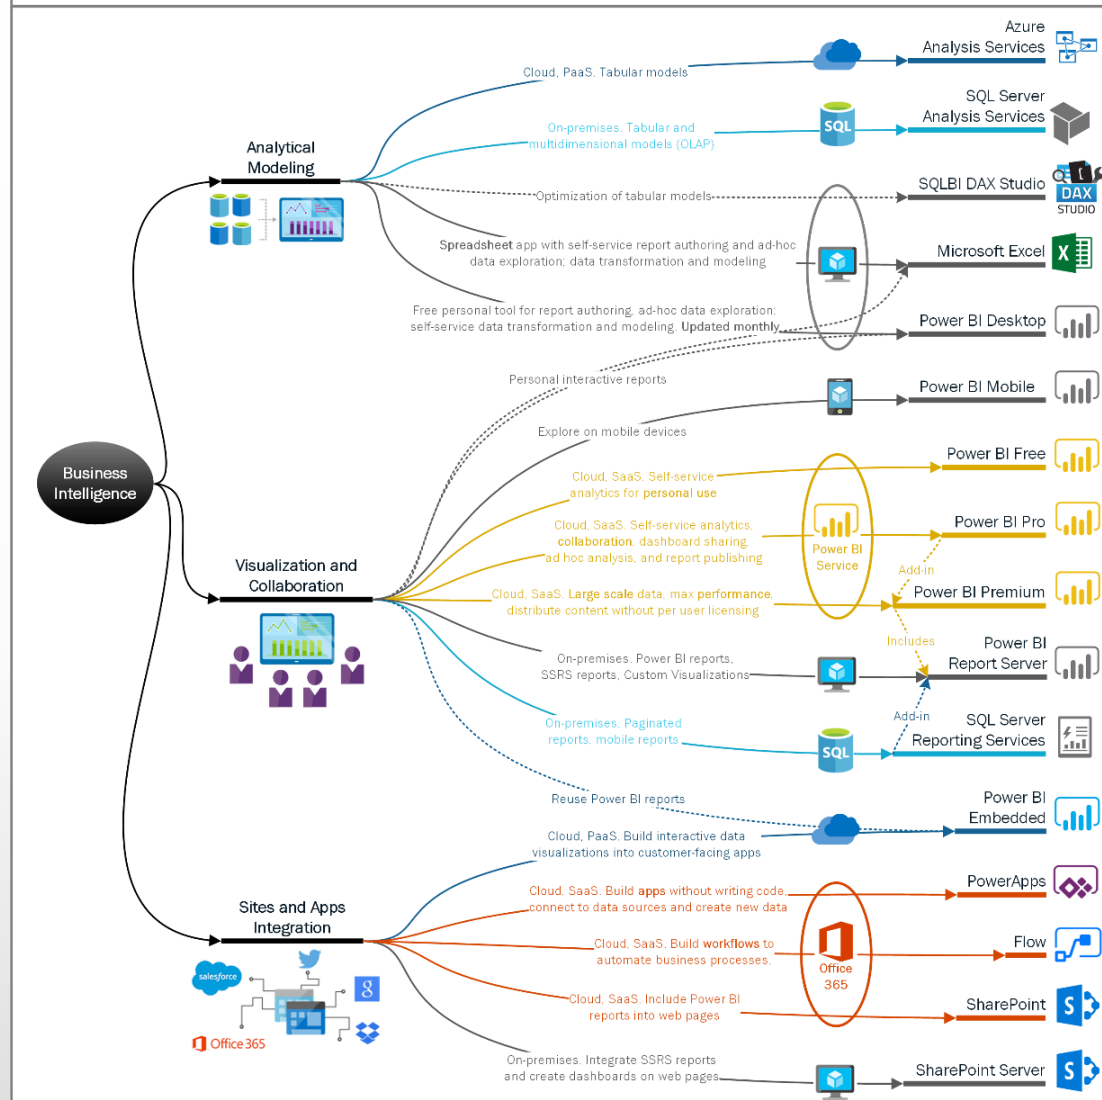 Azure
Analysis Services
Cloud, PaaS. Tabular models
SQL Server
Analysis Services
SQL
On-premises. Tabular and
multidimensional models (OLAP)
Analytical
Modeling
SQLBI DAX Studio
DAX
STUDIO
Optimization of tabular models
Spreadsheet app with self-service report authoring and ad-hoc
data exploration; data transformation and modeling
Microsoft Excel
X
Free personal tool for report authoring, ad-hoc data exploration;
self-service data transformation and modeling. Updated monthly
Power BI Desktop
Personal interactive reports
Power BI Mobile
Explore on mobile devices
Business
Intelligence
Cloud, SaaS. Self-service
analytics for personal use
Power BI Free
Cloud, SaaS. Self-service analytics,
collaboration, dashboard sharing,
ad hoc analysis, and report publishing
Power BI
Service
Power BI Pro
Add-in
Visualization and
Collaboration
Cloud, SaaS. Large scale data, max performance,
distribute content without per user licensing
Power BI Premium
Includes
On-premises. Power BI reports,
SSRS reports, Custom Visualizations
Power BI
Report Server
Add-in
On-premises. Paginated
reports, mobile reports
SQL
SQL Server
Reporting Services
Reuse Power BI reports
Power BI
Embedded
Cloud, PaaS. Build interactive data
visualizations into customer-facing apps
Cloud, SaaS. Build apps without writing code,
connect to data sources and create new data
PowerApps
Sites and Apps
Integration
Cloud, SaaS. Build workflows to
automate business processes.
Office
365
Flow
salesforce
g
Office 365
Cloud, SaaS. Include Power BI
reports into web pages
SharePoint
S
On-premises. Integrate SSRS reports
and create dashboards on web pages
SharePoint Server
S